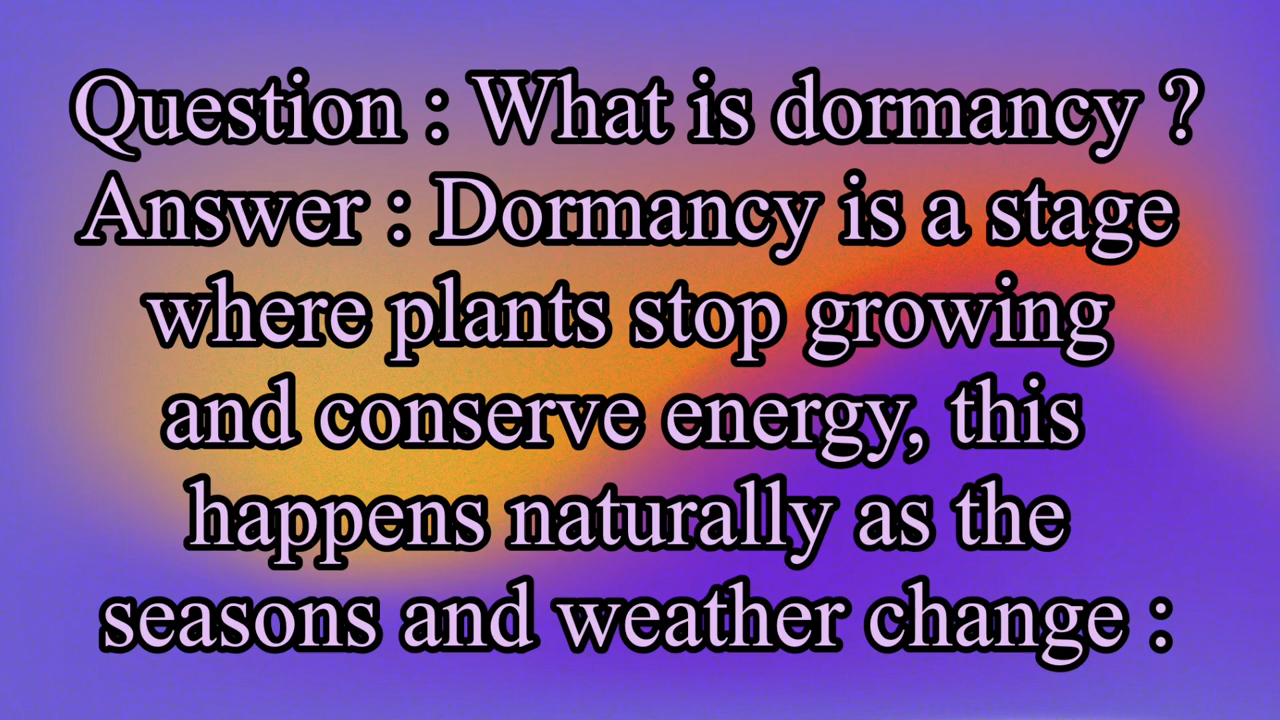 Question : What is dormancy ?
Answer : Dormancy is a stage
where plants stop growing
and conserve energy, this
happens naturally as the
seasons and weather change :